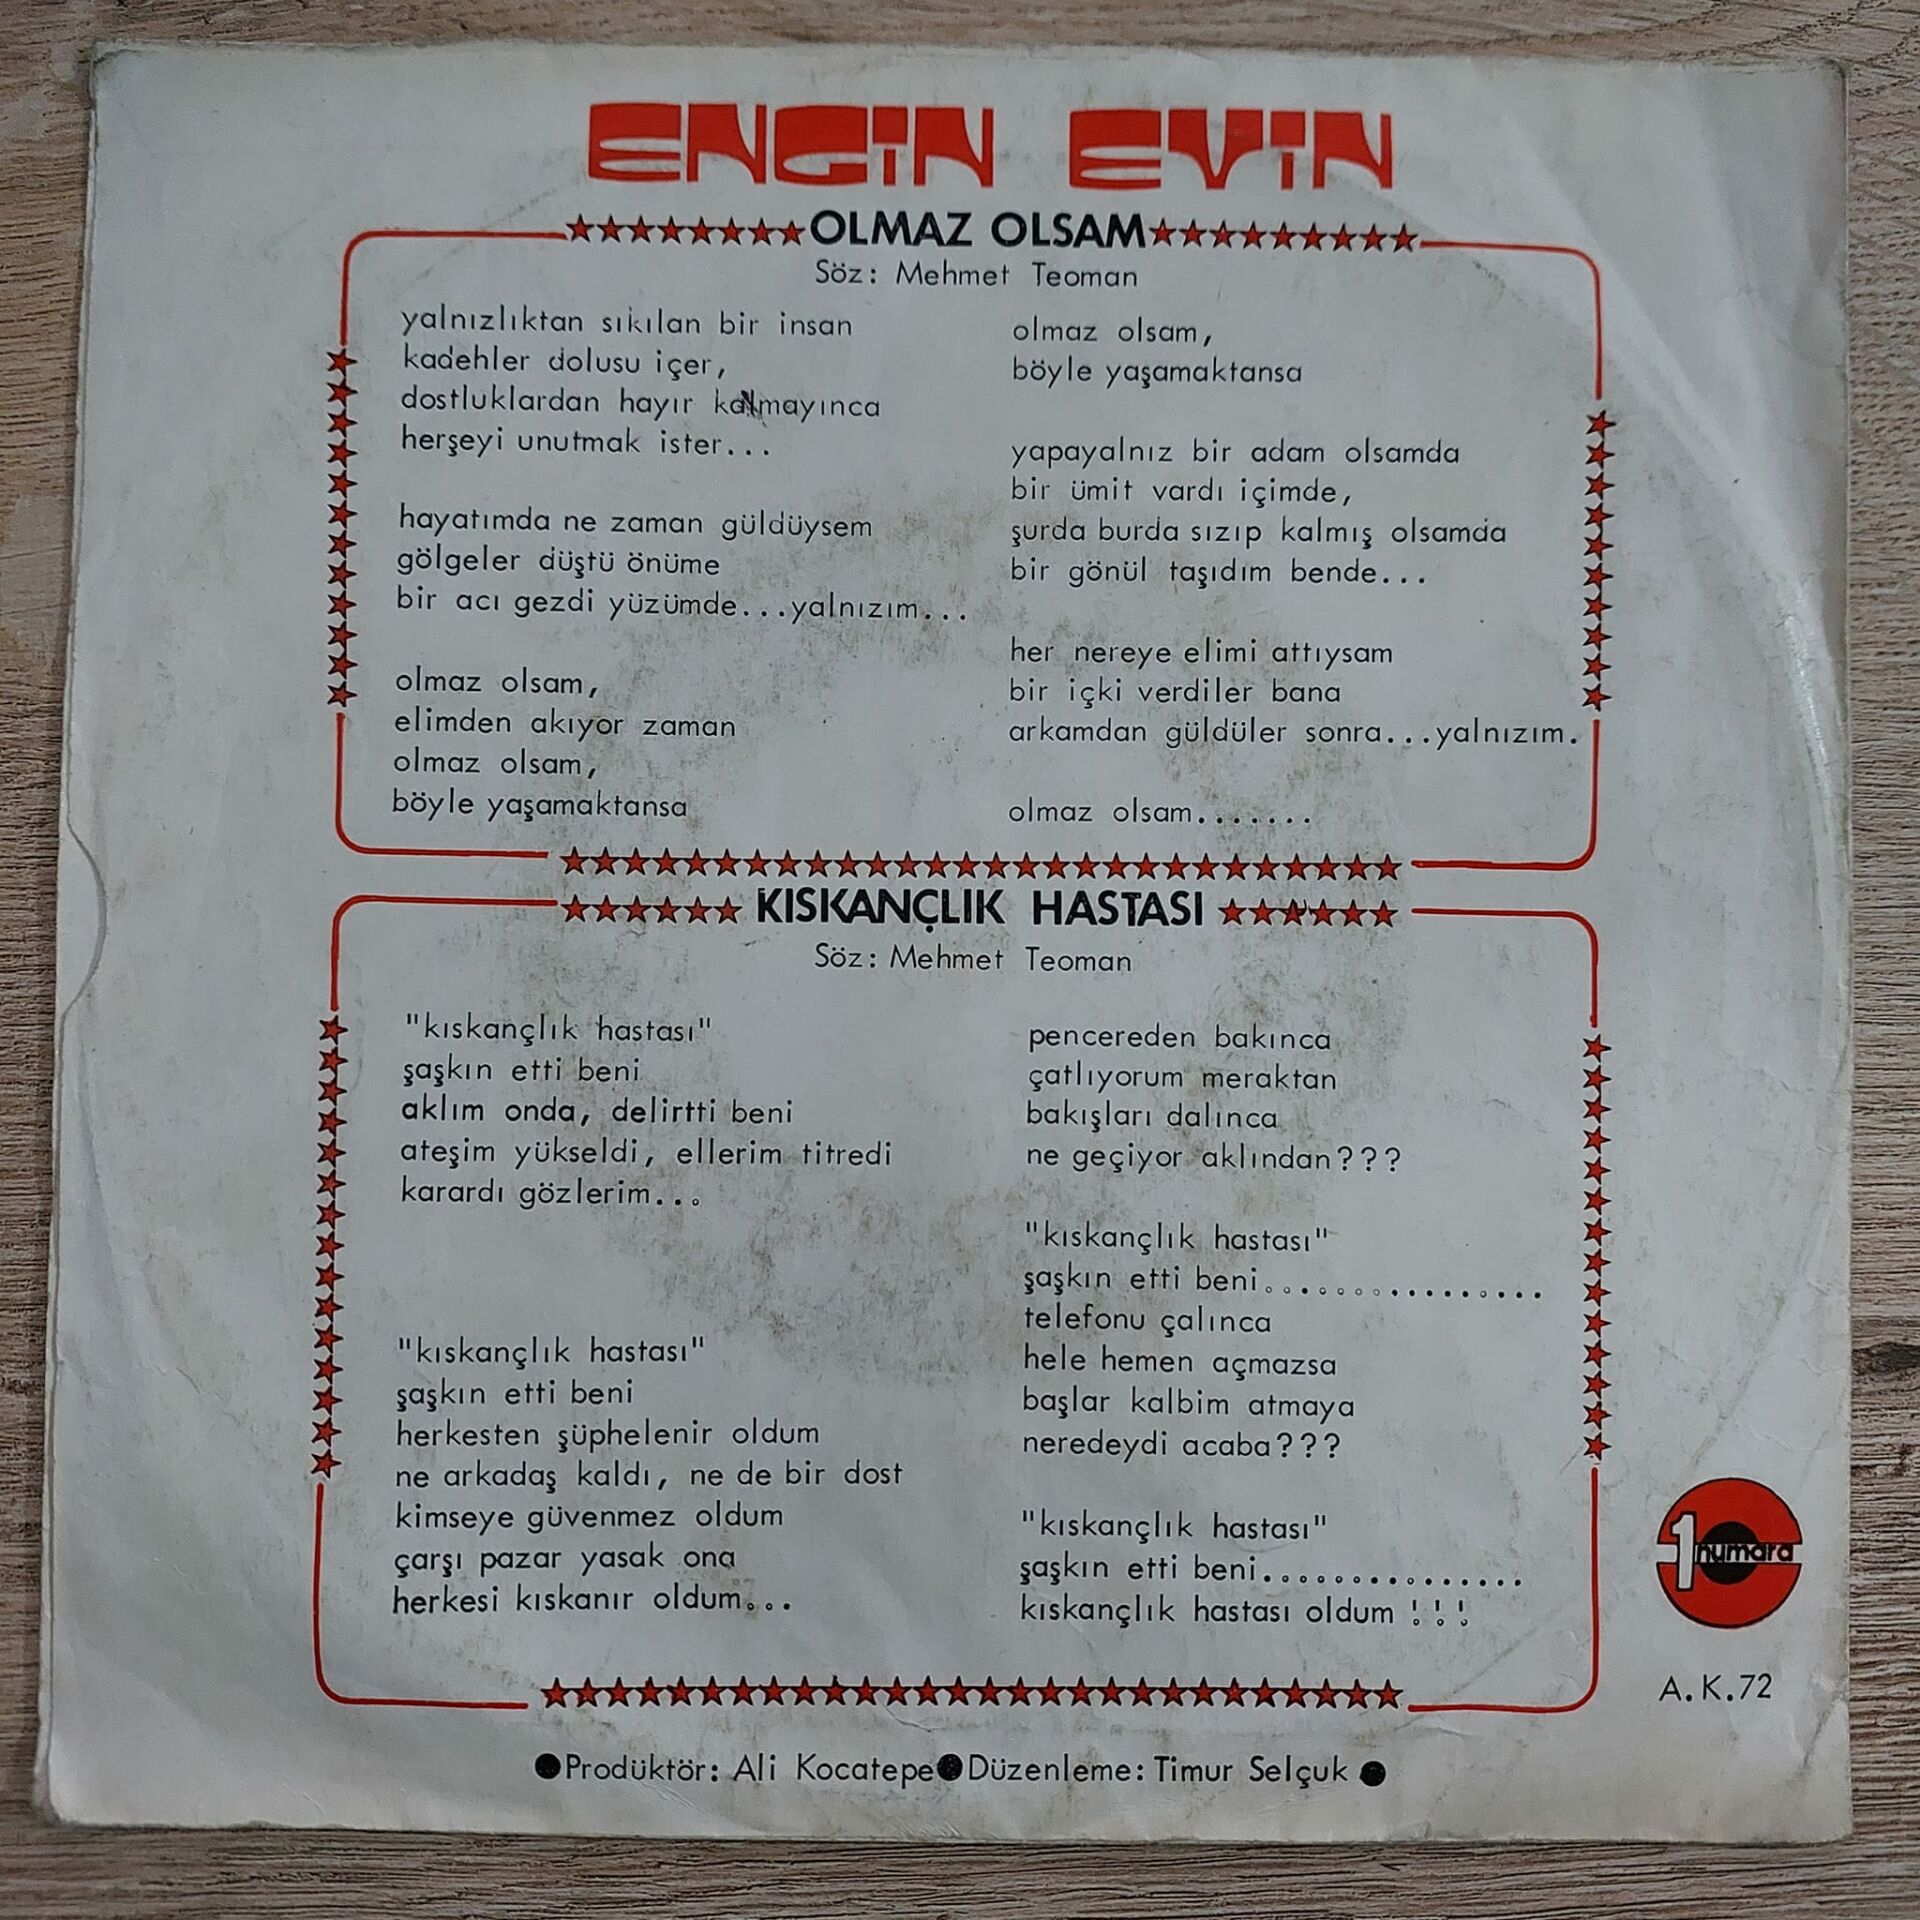 ENGİN EVİN
OLMAZ OLSAM
Söz: Mehmet Teoman
yalnızlıktan sıkılan bir insan
kadehler dolusu içer,
dostluklardan hayır kalmayınca
herşeyi unutmak ister...
hayatımda ne zaman güldüysem
gölgeler düştü önüme
bir acı gezdi yüzümde...yalnızım...
olmaz olsam,
elimden akıyor zaman
olmaz olsam,
böyle yaşamaktansa
olmaz olsam,
böyle yaşamaktansa
yapayalnız bir adam olsamda
bir ümit vardı içimde,
şurda burda sızıp kalmış olsamda
bir gönül taşıdım bende...
her nereye elimi attıysam
bir içki verdiler bana
arkamdan güldüler sonra...yalnızım.
olmaz olsam.......
KISKANÇLIK HASTASI
Söz: Mehmet Teoman
"kıskançlık hastası"
şaşkın etti beni
aklım onda, delirtti beni
ateşim yükseldi, ellerim titredi
karardı gözlerim...
"kıskançlık hastası"
şaşkın etti beni
herkesten şüphelenir oldum
ne arkadaş kaldı, ne de bir dost
kimseye güvenmez oldum
çarşı pazar yasak ona
herkesi kıskanır oldum...
pencereden bakınca
çatlıyorum meraktan
bakışları dalınca
ne geçiyor aklından???
"kıskançlık hastası"
şaşkın etti beni................
telefonu çalınca
hele hemen açmazsa
başlar kalbim atmaya
neredeydi acaba???
"kıskançlık hastası"
şaşkın etti beni...............
kıskançlık hastası oldum !!!
1 numara
A.K.72
●Prodüktör: Ali Kocatepe●Düzenleme: Timur Selçuk●